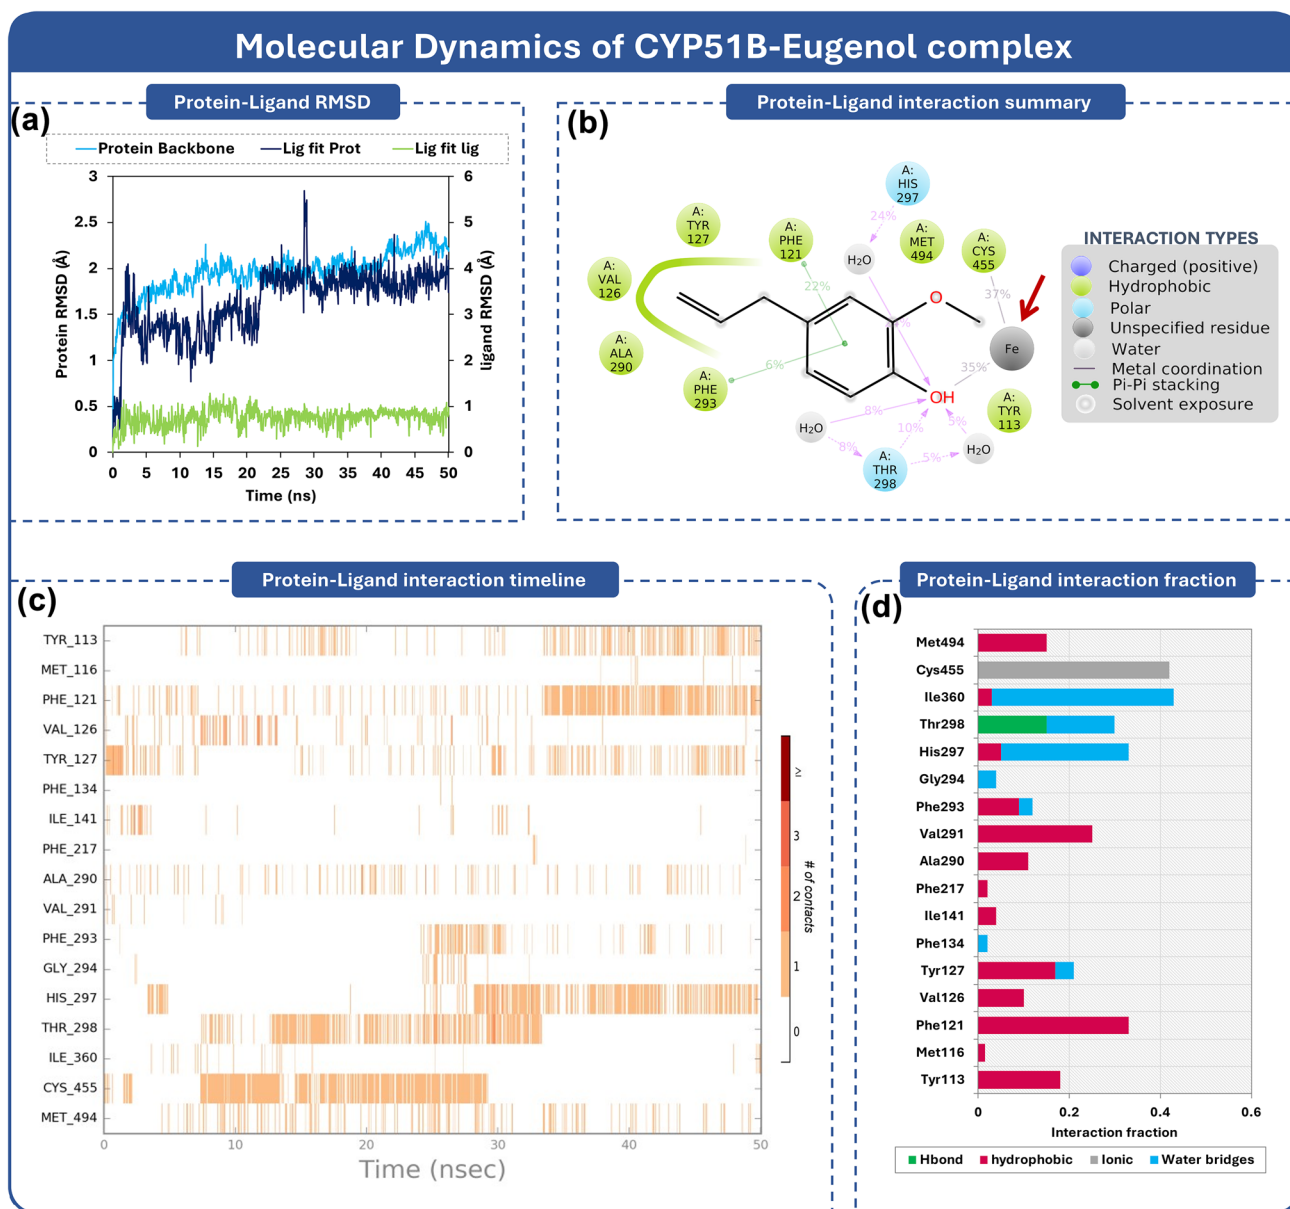 Molecular Dynamics of CYP51B-Eugenol complex
Protein-Ligand RMSD
(a)
Protein Backbone Lig fit Prot Lig fit lig
3
2.5
2
1.5
1
0.5
0
Protein RMSD (Å)
6
5
4
3
2
1
0
ligand RMSD (Å)
0 5 10 15 20 25 30 35 40 45 50
Time (ns)
Protein-Ligand interaction summary
(b)
A:
HIS
297
A:
TYR
127
A:
PHE
121
24%
H₂O
A:
MET
494
A:
CYS
455
A:
VAL
126
22%
37%
O
Fe
A:
ALA
290
6%
35%
A:
PHE
293
OH
A:
TYR
113
H₂O
8%
10%
5%
8%
A:
THR
298
5%
H₂O
INTERACTION TYPES
Charged (positive)
Hydrophobic
Polar
Unspecified residue
Water
Metal coordination
Pi-Pi stacking
Solvent exposure
Protein-Ligand interaction timeline
(c)
0 10 20 30 40 50
TYR_113
MET_116
PHE_121
VAL_126
TYR_127
PHE_134
ILE_141
PHE_217
ALA_290
VAL_291
PHE_293
GLY_294
HIS_297
THR_298
ILE_360
CYS_455
MET_494
0 10 20 30 40 50
Time (nsec)
≥
3
2
1
0
# of contacts
Protein-Ligand interaction fraction
(d)
Met494
Cys455
Ile360
Thr298
His297
Gly294
Phe293
Val291
Ala290
Phe217
Ile141
Phe134
Tyr127
Val126
Phe121
Met116
Tyr113
0 0.2 0.4 0.6
Interaction fraction
Hbond hydrophobic Ionic Water bridges